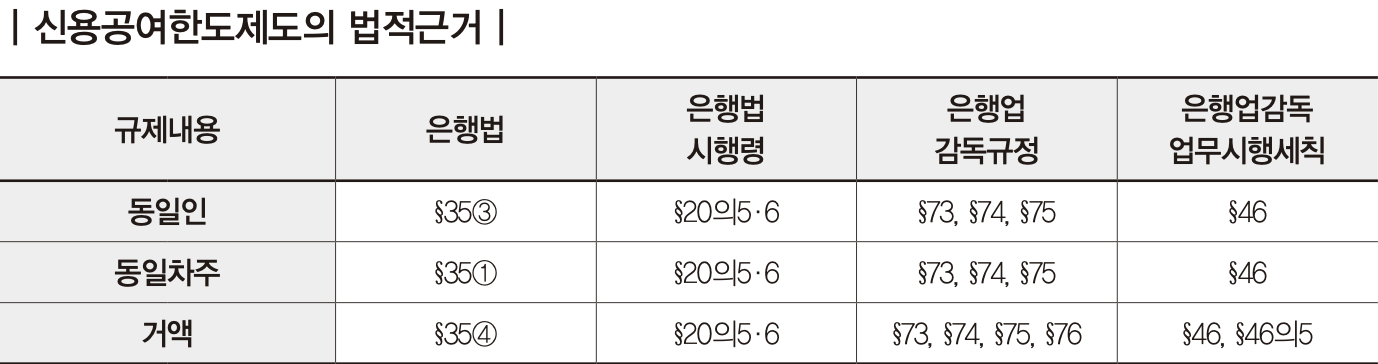 | 신용공여한도제도의 법적근거 |
규제내용 은행법 은행법 시행령 은행업 감독규정 은행업감독 업무시행세칙
동일인 §35③ §20의5·6 §73, §74, §75 §46
동일차주 §35① §20의5·6 §73, §74, §75 §46
거액 §35④ §20의5·6 §73, §74, §75, §76 §46, §46의5